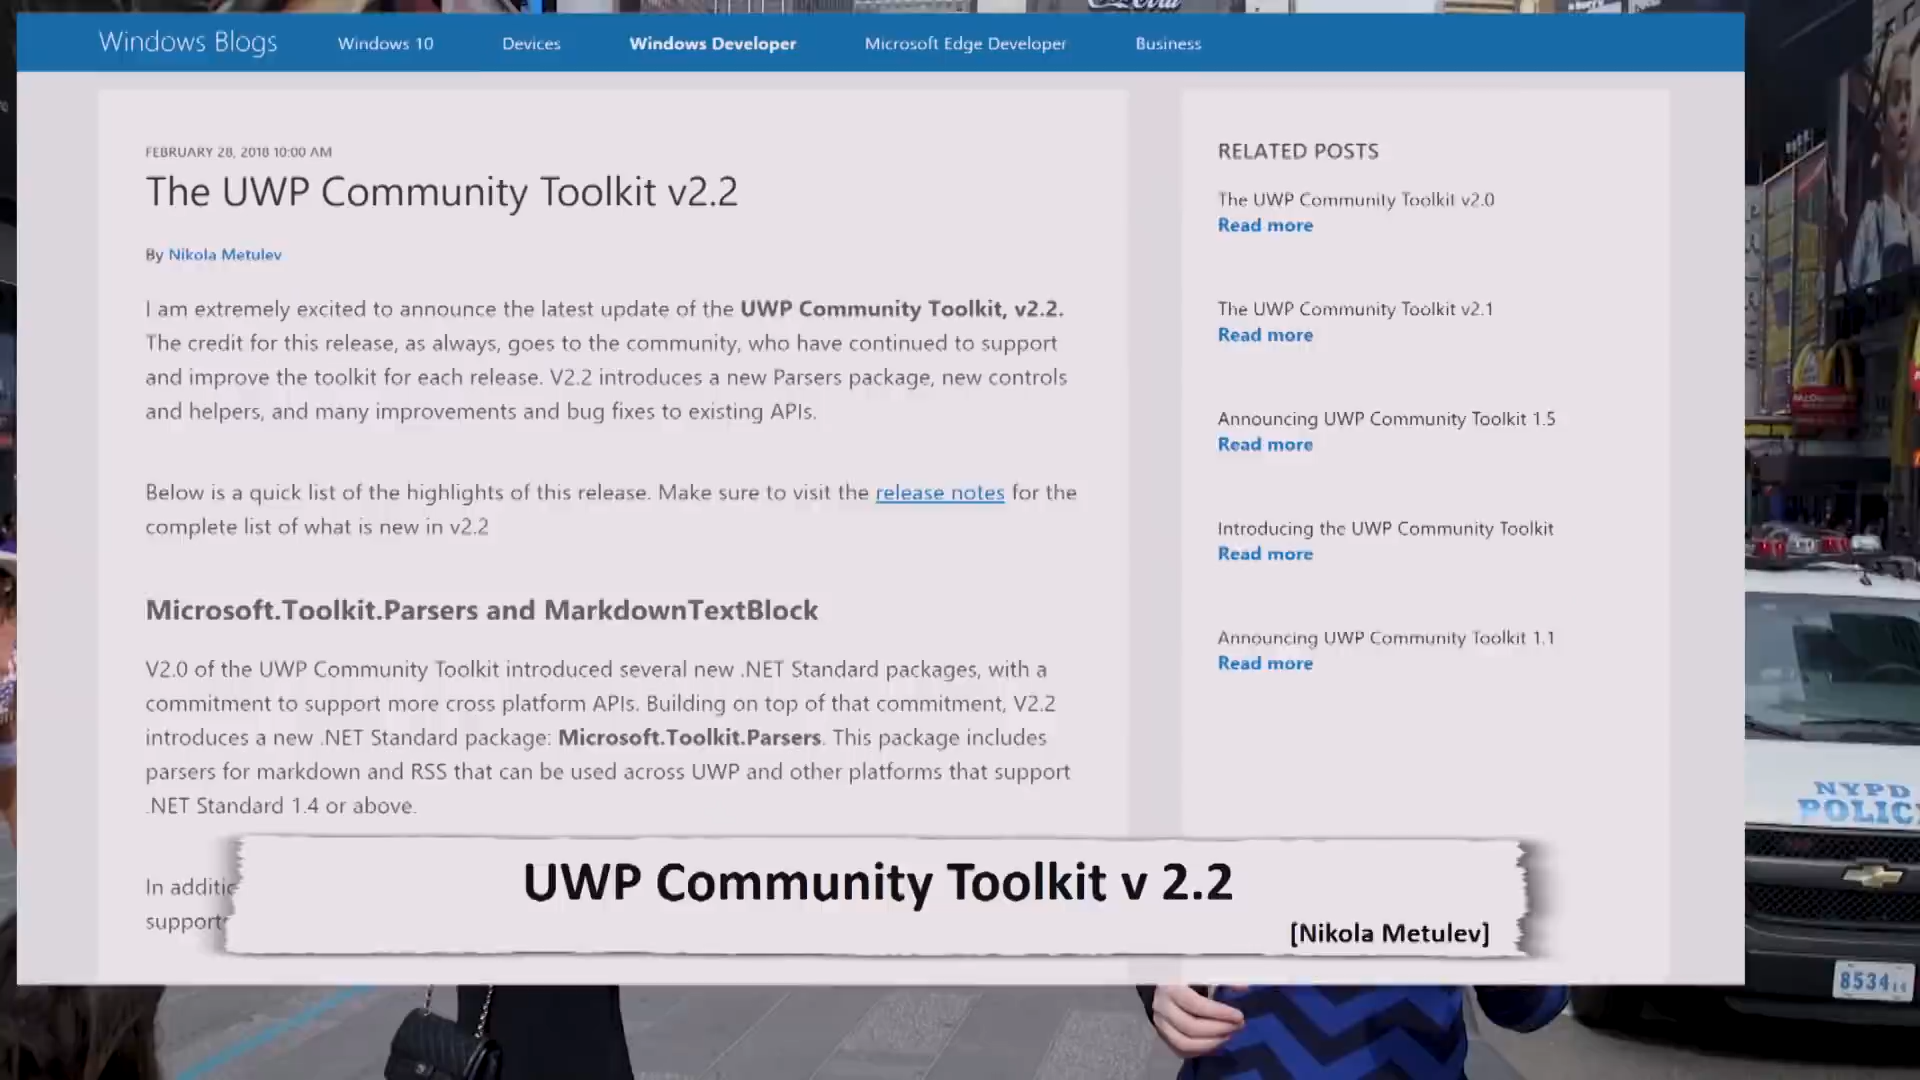 Windows Blogs
Windows 10
Devices
Windows Developer
Microsoft Edge Developer
Business
FEBRUARY 28, 2018 10:00 AM
The UWP Community Toolkit v2.2
By Nikola Metulev
I am extremely excited to announce the latest update of the UWP Community Toolkit, v2.2.
The credit for this release, as always, goes to the community, who have continued to support
and improve the toolkit for each release. V2.2 introduces a new Parsers package, new controls
and helpers, and many improvements and bug fixes to existing APIs.
Below is a quick list of the highlights of this release. Make sure to visit the release notes for the
complete list of what is new in v2.2
Microsoft.Toolkit.Parsers and MarkdownTextBlock
V2.0 of the UWP Community Toolkit introduced several new .NET Standard packages, with a
commitment to support more cross platform APIs. Building on top of that commitment, V2.2
introduces a new .NET Standard package: Microsoft.Toolkit.Parsers. This package includes
parsers for markdown and RSS that can be used across UWP and other platforms that support
.NET Standard 1.4 or above.
In
RELATED POSTS
The UWP Community Toolkit v2.0
Read more
The UWP Community Toolkit v2.1
Read more
Announcing UWP Community Toolkit 1.5
Read more
Introducing the UWP Community Toolkit
Read more
Announcing UWP Community Toolkit 1.1
Read more
UWP Community Toolkit v 2.2
[Nikola Metulev]
NYPD
POLIC
8534